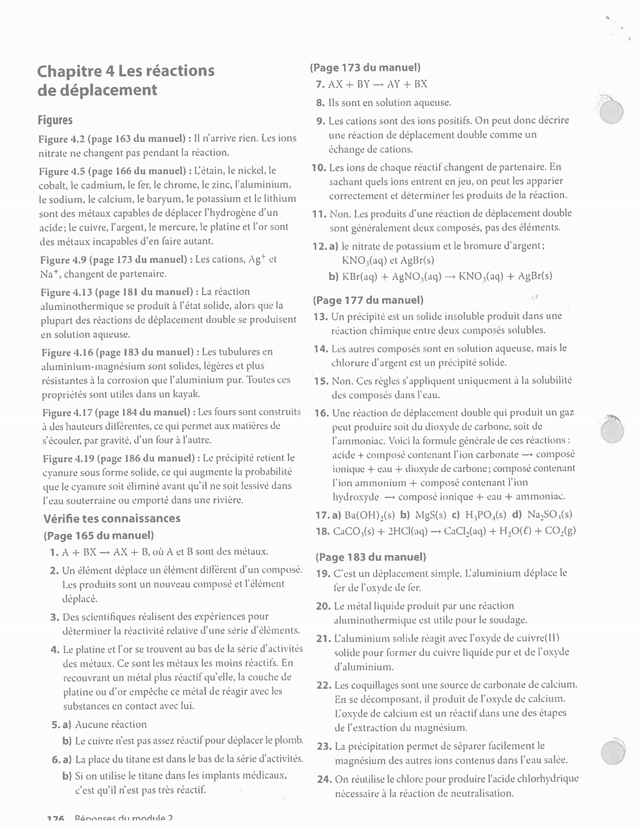 Chapitre 4 Les réactions
de déplacement
Figures
Figure 4.2 (page 163 du manuel) : Il n'arrive rien. Les ions
nitrate ne changent pas pendant la réaction.
Figure 4.5 (page 166 du manuel) : L'étain, le nickel, le
cobalt, le cadmium, le fer, le chrome, le zinc, l'aluminium,
le sodium, le calcium, le baryum, le potassium et le lithium
sont des métaux capables de déplacer l'hydrogène d'un
acide; le cuivre, l'argent, le mercure, le platine et l'or sont
des métaux incapables d'en faire autant.
Figure 4.9 (page 173 du manuel) : Les cations, Ag⁺ et
Na⁺, changent de partenaire.
Figure 4.13 (page 181 du manuel) : La réaction
aluminothermique se produit à l'état solide, alors que la
plupart des réactions de déplacement double se produisent
en solution aqueuse.
Figure 4.16 (page 183 du manuel) : Les tubulures en
aluminium-magnésium sont solides, légères et plus
résistantes à la corrosion que l'aluminium pur. Toutes ces
propriétés sont utiles dans un kayak.
Figure 4.17 (page 184 du manuel) : Les fours sont construits
à des hauteurs différentes, ce qui permet aux matières de
s'écouler, par gravité, d'un four à l'autre.
Figure 4.19 (page 186 du manuel) : Le précipité retient le
cyanure sous forme solide, ce qui augmente la probabilité
que le cyanure soit éliminé avant qu'il ne soit lessivé dans
l'eau souterraine ou emporté dans une rivière.
Vérifie tes connaissances
(Page 165 du manuel)
1. A + BX → AX + B, où A et B sont des métaux.
2. Un élément déplace un élément différent d'un composé.
Les produits sont un nouveau composé et l'élément
déplacé.
3. Des scientifiques réalisent des expériences pour
déterminer la réactivité relative d'une série d'éléments.
4. Le platine et l'or se trouvent au bas de la série d'activités
des métaux. Ce sont les métaux les moins réactifs. En
recouvrant un métal plus réactif qu'elle, la couche de
platine ou d'or empêche ce métal de réagir avec les
substances en contact avec lui.
5. a) Aucune réaction
b) Le cuivre n'est pas assez réactif pour déplacer le plomb.
6. a) La place du titane est dans le bas de la série d'activités.
b) Si on utilise le titane dans les implants médicaux,
c'est qu'il n'est pas très réactif.
126 Réponses du module 2
(Page 173 du manuel)
7. AX + BY → AY + BX
8. Ils sont en solution aqueuse.
9. Les cations sont des ions positifs. On peut donc décrire
une réaction de déplacement double comme un
échange de cations.
10. Les ions de chaque réactif changent de partenaire. En
sachant quels ions entrent en jeu, on peut les apparier
correctement et déterminer les produits de la réaction.
11. Non. Les produits d'une réaction de déplacement double
sont généralement deux composés, pas des éléments.
12. a) le nitrate de potassium et le bromure d'argent;
KNO₃(aq) et AgBr(s)
b) KBr(aq) + AgNO₃(aq) → KNO₃(aq) + AgBr(s)
(Page 177 du manuel)
13. Un précipité est un solide insoluble produit dans une
réaction chimique entre deux composés solubles.
14. Les autres composés sont en solution aqueuse, mais le
chlorure d'argent est un précipité solide.
15. Non. Ces règles s'appliquent uniquement à la solubilité
des composés dans l'eau.
16. Une réaction de déplacement double qui produit un gaz
peut produire soit du dioxyde de carbone, soit de
l'ammoniac. Voici la formule générale de ces réactions :
acide + composé contenant l'ion carbonate → composé
ionique + eau + dioxyde de carbone; composé contenant
l'ion ammonium + composé contenant l'ion
hydroxyde → composé ionique + eau + ammoniac.
17. a) Ba(OH)₂(s) b) MgS(s) c) H₃PO₄(s) d) Na₂SO₄(s)
18. CaCO₃(s) + 2HCl(aq) → CaCl₂(aq) + H₂O(ℓ) + CO₂(g)
(Page 183 du manuel)
19. C'est un déplacement simple. L'aluminium déplace le
fer de l'oxyde de fer.
20. Le métal liquide produit par une réaction
aluminothermique est utile pour le soudage.
21. L'aluminium solide réagit avec l'oxyde de cuivre(II)
solide pour former du cuivre liquide pur et de l'oxyde
d'aluminium.
22. Les coquillages sont une source de carbonate de calcium.
En se décomposant, il produit de l'oxyde de calcium.
L'oxyde de calcium est un réactif dans une des étapes
de l'extraction du magnésium.
23. La précipitation permet de séparer facilement le
magnésium des autres ions contenus dans l'eau salée.
24. On réutilise le chlore pour produire l'acide chlorhydrique
nécessaire à la réaction de neutralisation.